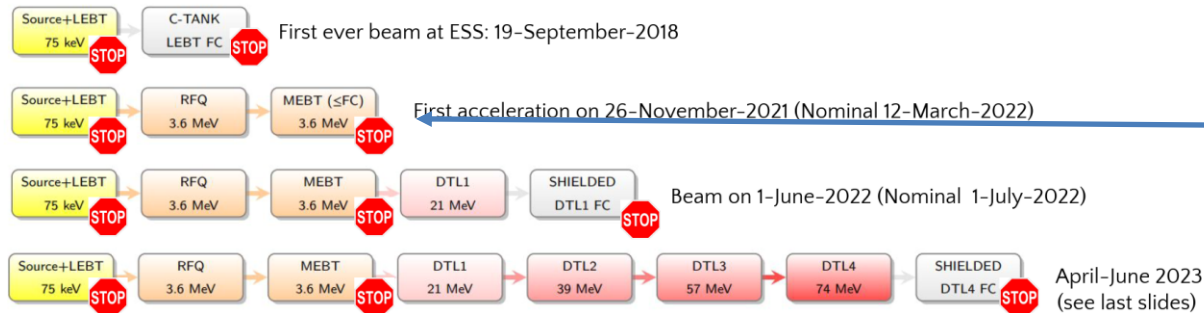 Source+LEBT
75 keV
STOP
C-TANK
LEBT FC
STOP
First ever beam at ESS: 19-September-2018
Source+LEBT
75 keV
STOP
RFQ
3.6 MeV
MEBT (≤FC)
3.6 MeV
STOP
First acceleration on 26-November-2021 (Nominal 12-March-2022)
Source+LEBT
75 keV
STOP
RFQ
3.6 MeV
MEBT
3.6 MeV
STOP
DTL1
21 MeV
SHIELDED
DTL1 FC
STOP
Beam on 1-June-2022 (Nominal 1-July-2022)
Source+LEBT
75 keV
STOP
RFQ
3.6 MeV
MEBT
3.6 MeV
STOP
DTL1
21 MeV
DTL2
39 MeV
DTL3
57 MeV
DTL4
74 MeV
SHIELDED
DTL4 FC
STOP
April-June 2023
(see last slides)